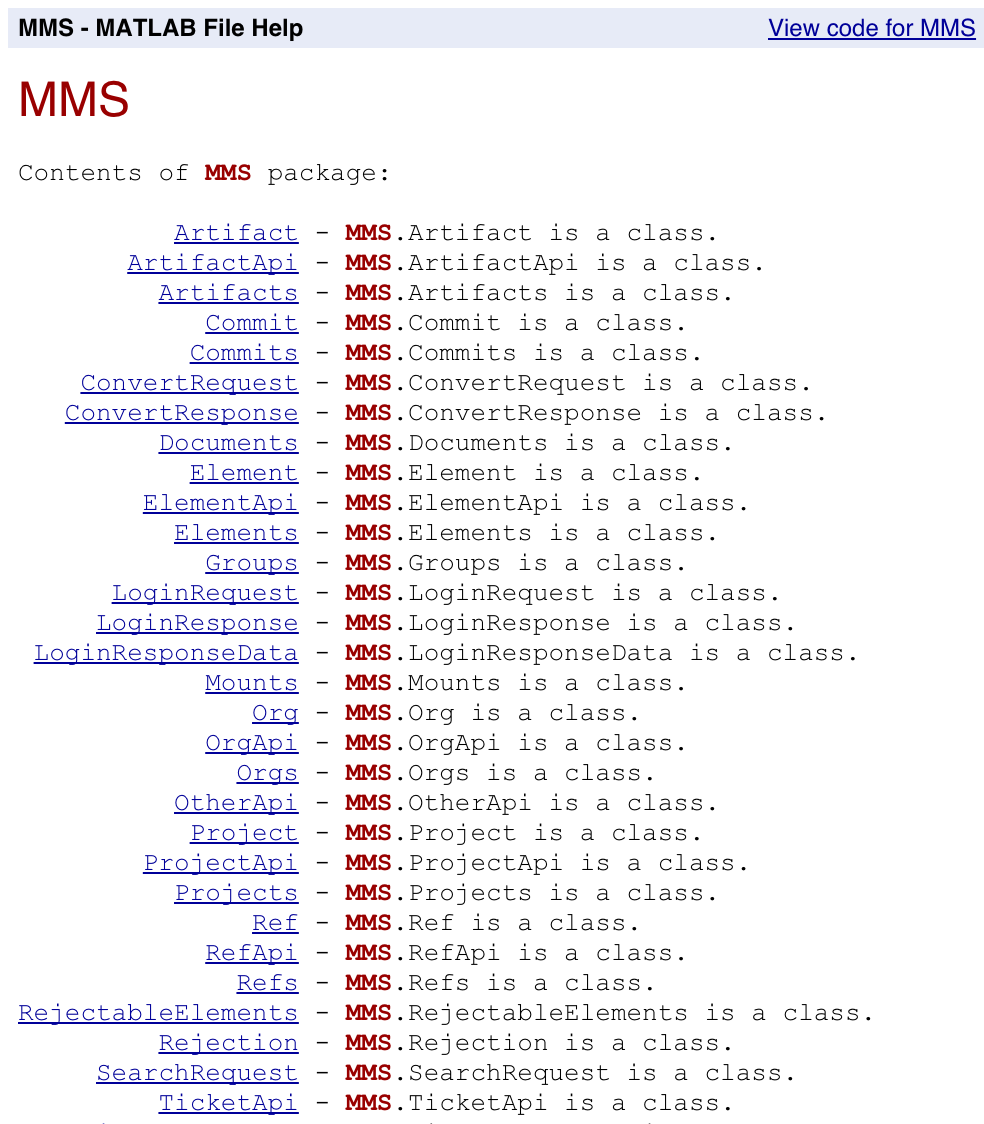 MMS - MATLAB File Help View code for MMS
MMS
Contents of MMS package:
Artifact - MMS.Artifact is a class.
ArtifactApi - MMS.ArtifactApi is a class.
Artifacts - MMS.Artifacts is a class.
Commit - MMS.Commit is a class.
Commits - MMS.Commits is a class.
ConvertRequest - MMS.ConvertRequest is a class.
ConvertResponse - MMS.ConvertResponse is a class.
Documents - MMS.Documents is a class.
Element - MMS.Element is a class.
ElementApi - MMS.ElementApi is a class.
Elements - MMS.Elements is a class.
Groups - MMS.Groups is a class.
LoginRequest - MMS.LoginRequest is a class.
LoginResponse - MMS.LoginResponse is a class.
LoginResponseData - MMS.LoginResponseData is a class.
Mounts - MMS.Mounts is a class.
Org - MMS.Org is a class.
OrgApi - MMS.OrgApi is a class.
Orgs - MMS.Orgs is a class.
OtherApi - MMS.OtherApi is a class.
Project - MMS.Project is a class.
ProjectApi - MMS.ProjectApi is a class.
Projects - MMS.Projects is a class.
Ref - MMS.Ref is a class.
RefApi - MMS.RefApi is a class.
Refs - MMS.Refs is a class.
RejectableElements - MMS.RejectableElements is a class.
Rejection - MMS.Rejection is a class.
SearchRequest - MMS.SearchRequest is a class.
TicketApi - MMS.TicketApi is a class.